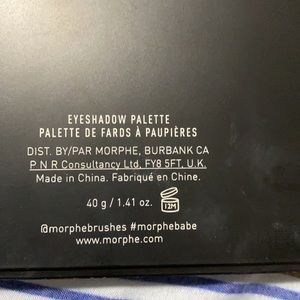 EYESHADOW PALETTE
PALETTE DE FARDS À PAUPIÈRES
DIST. BY/PAR MORPHE, BURBANK CA
P N R Consultancy Ltd, FY8 5FT, U.K.
Made in China. Fabriqué en Chine.
40 g / 1.41 oz. 12M
@morphebrushes #morphebabe
www.morphe.com